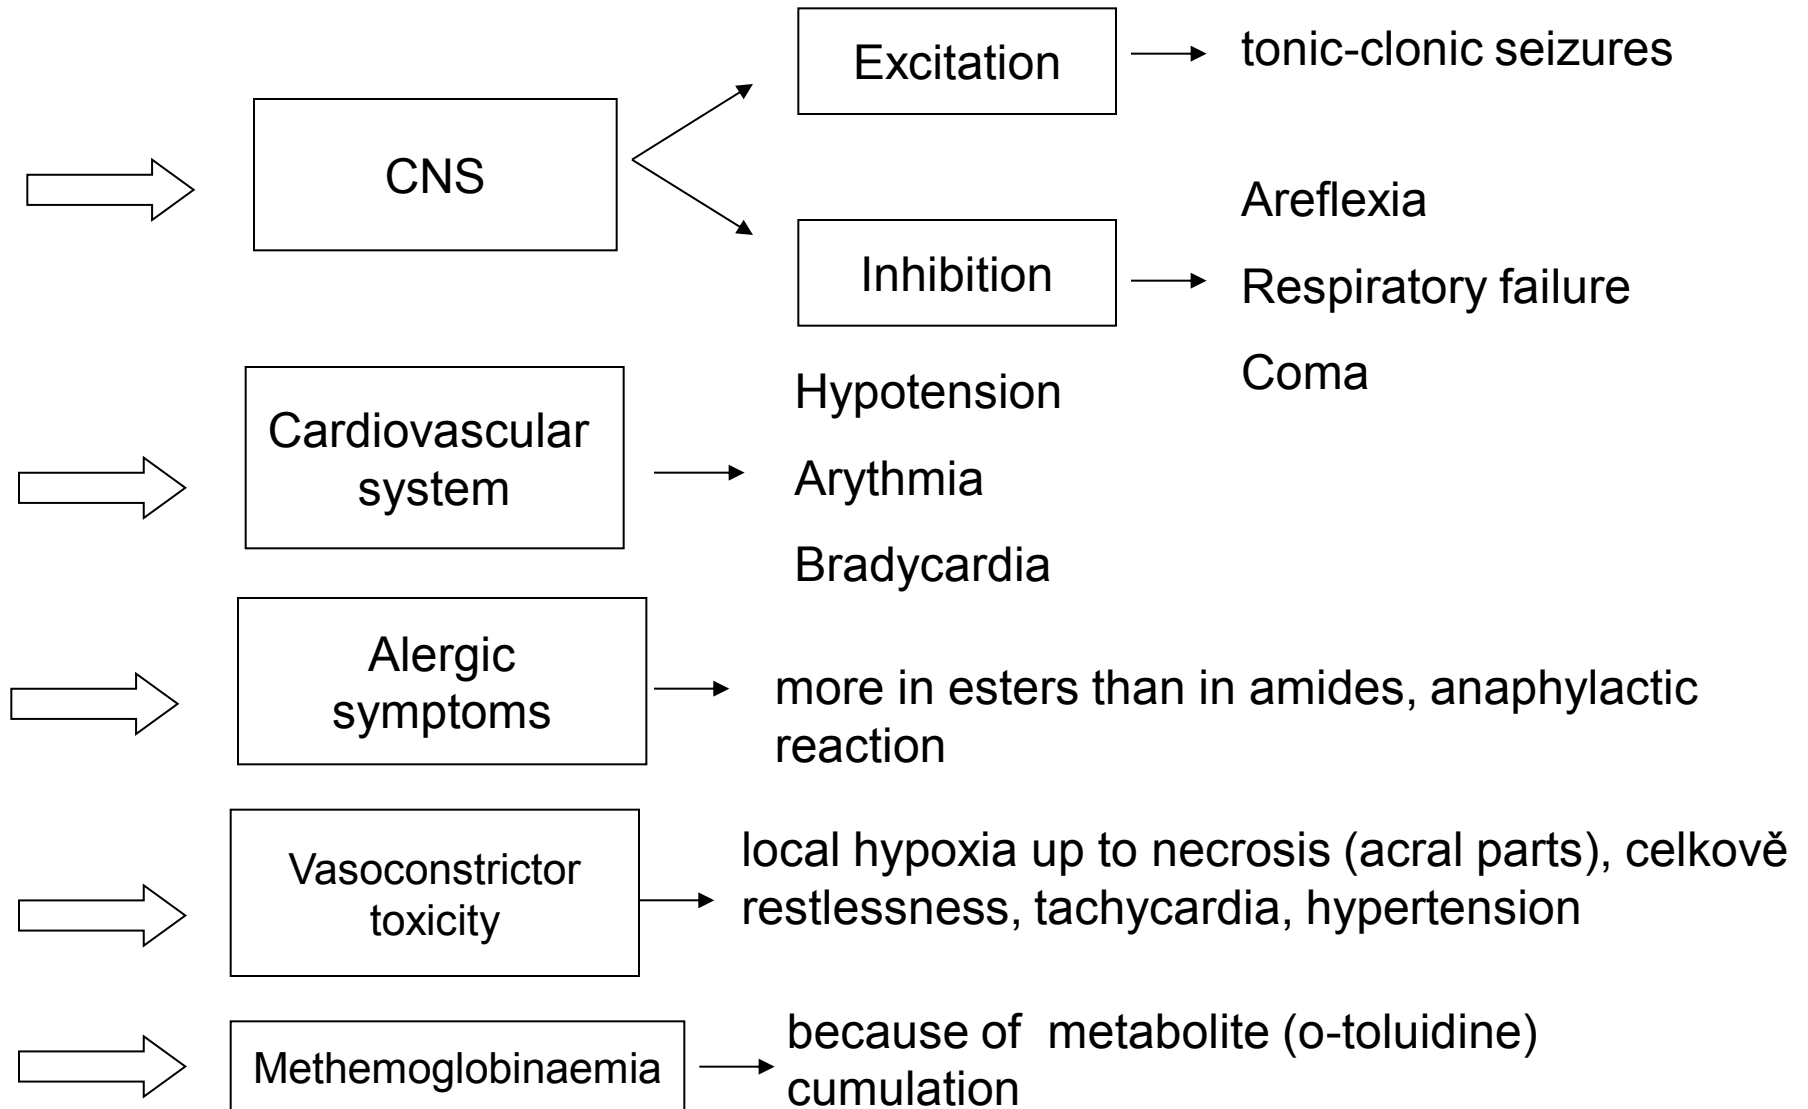 Excitation
tonic-clonic seizures
CNS
Inhibition
Areflexia
Respiratory failure
Coma
Cardiovascular
system
Hypotension
Arythmia
Bradycardia
Alergic
symptoms
more in esters than in amides, anaphylactic
reaction
Vasoconstrictor
toxicity
local hypoxia up to necrosis (acral parts), celkově
restlessness, tachycardia, hypertension
Methemoglobinaemia
because of  metabolite (o-toluidine)
cumulation